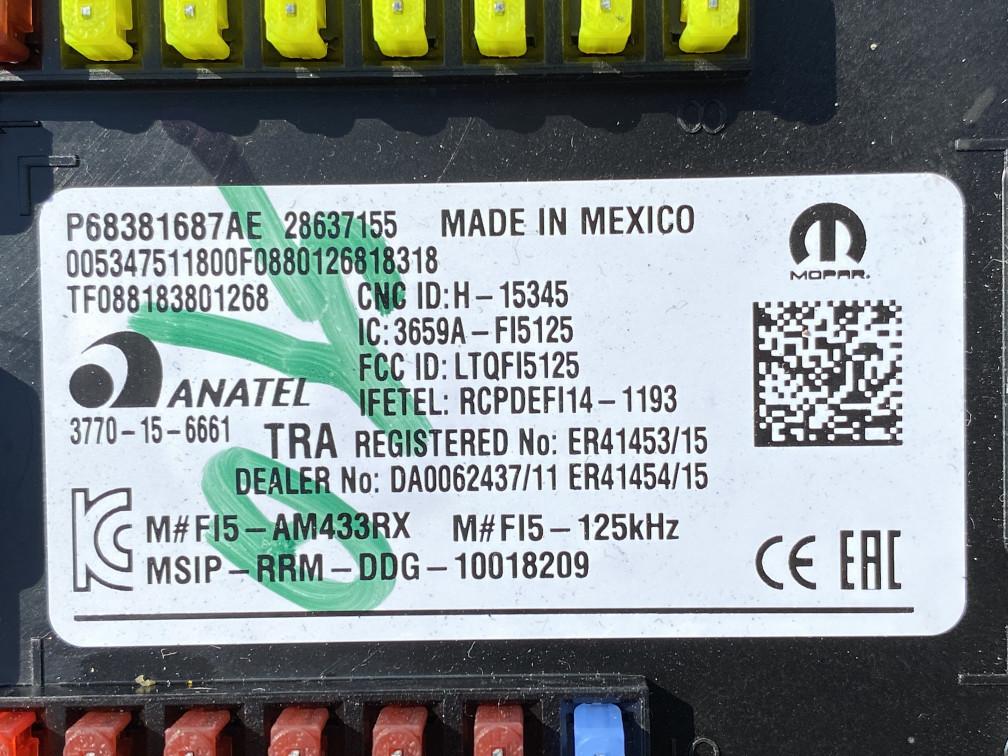 P68381687AE 28637155 MADE IN MEXICO
005347511800F0880126818318
TF088183801268
CNC ID:H-15345
IC:3659A-FI5125
FCC ID: LTQFI5125
IFETEL: RCPDEFI14-1193
MOPAR.
ANATEL
3770-15-6661
TRA REGISTERED No: ER41453/15
DEALER No: DA0062437/11 ER41454/15
M# FI5-AM433RX M# FI5-125kHz
MSIP-RRM-DDG-10018209
CE EAC